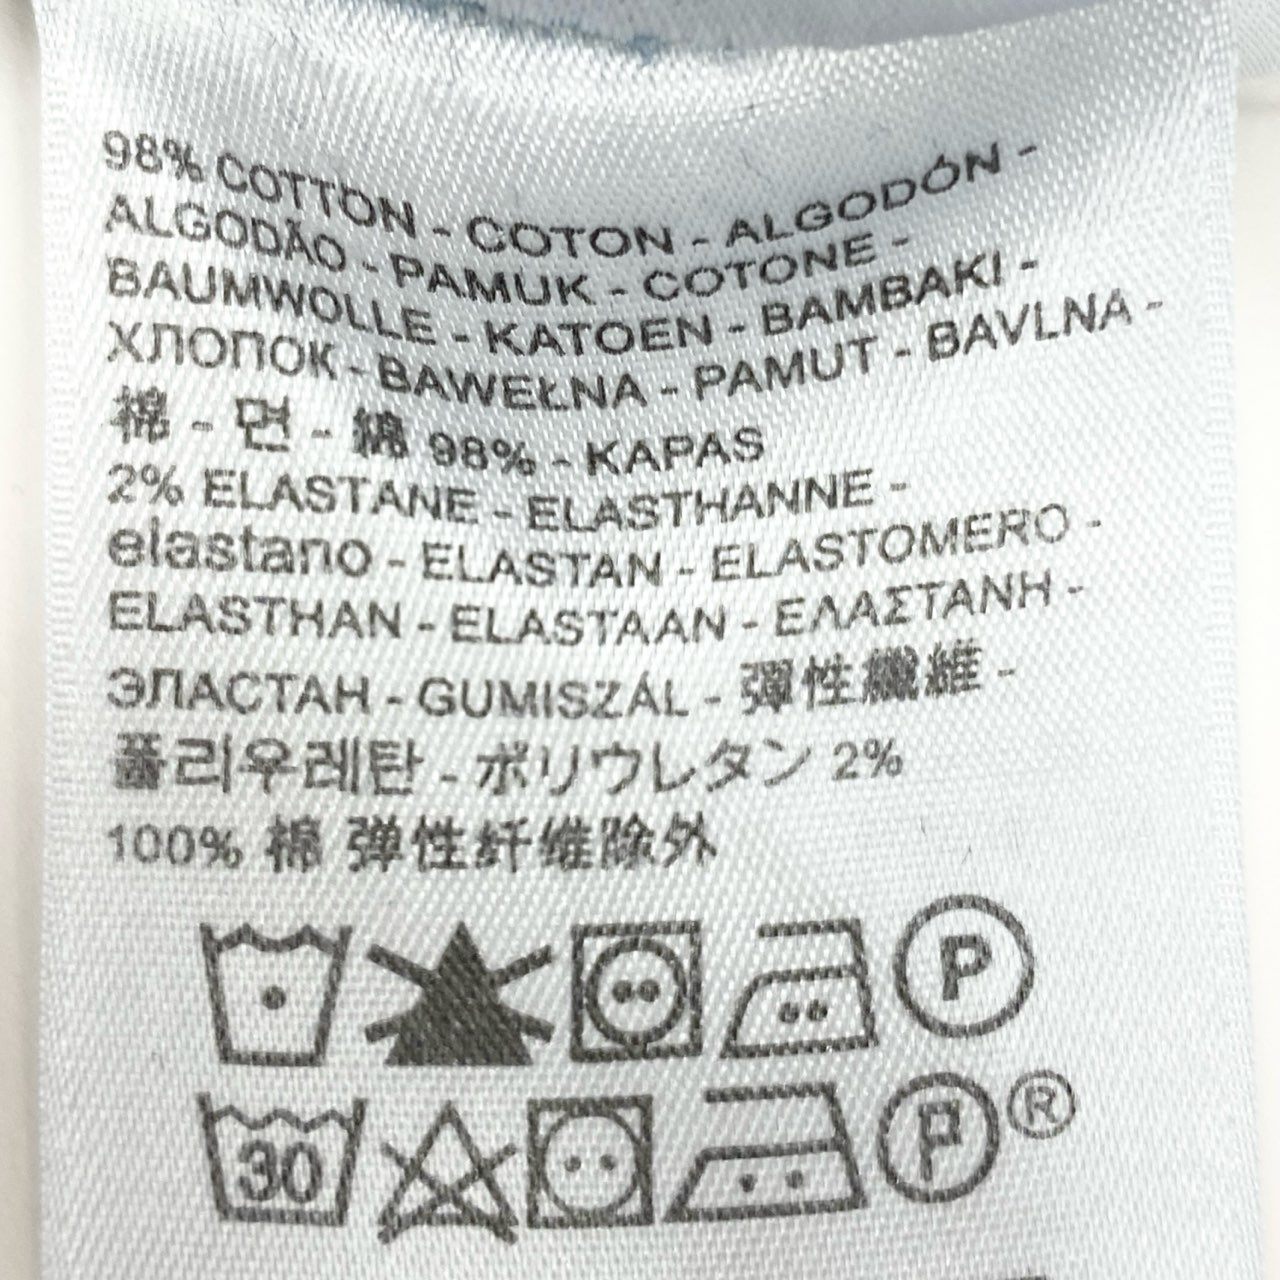 98% COTTON - COTON - ALGODÓN -
ALGODÃO - PAMUK - COTONE -
BAUMWOLLE - KATOEN - BAMBAKI -
ХЛОПОК - BAWEŁNA - PAMUT - BAVLNA -
棉 - 면 - 綿 98% - KAPAS
2% ELASTANE - ELASTHANNE -
elastano - ELASTAN - ELASTOMERO -
ELASTHAN - ELASTAAN - ΕΛΑΣΤΑΝΗ -
ЭЛАСТАН - GUMISZÁL - 彈性纖維 -
폴리우레탄 - ポリウレタン 2%
100% 棉 弹性纤维除外
P
30 P ®